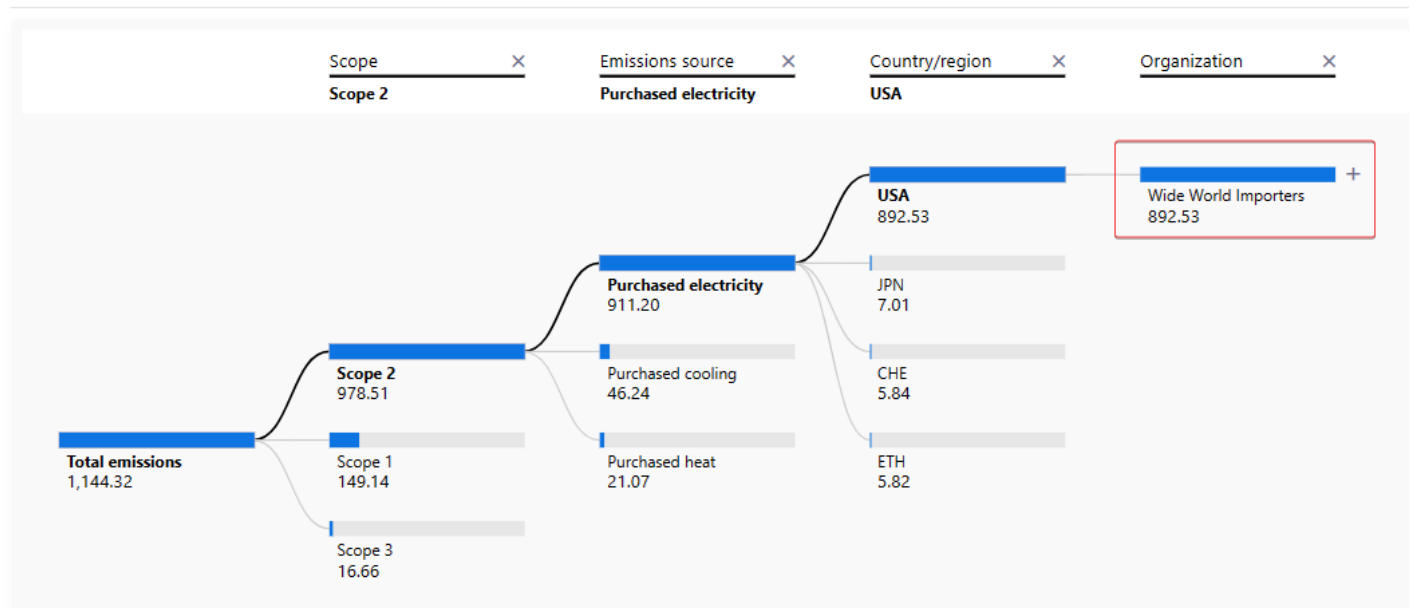 Scope
Emissions source
Country/region
Organization
Scope 2
Purchased electricity
USA
USA
892.53
Wide World Importers
892.53
Purchased electricity
911.20
JPN
7.01
Scope 2
978.51
Purchased cooling
46.24
CHE
5.84
Total emissions
1,144.32
Scope 1
149.14
Purchased heat
21.07
ETH
5.82
Scope 3
16.66